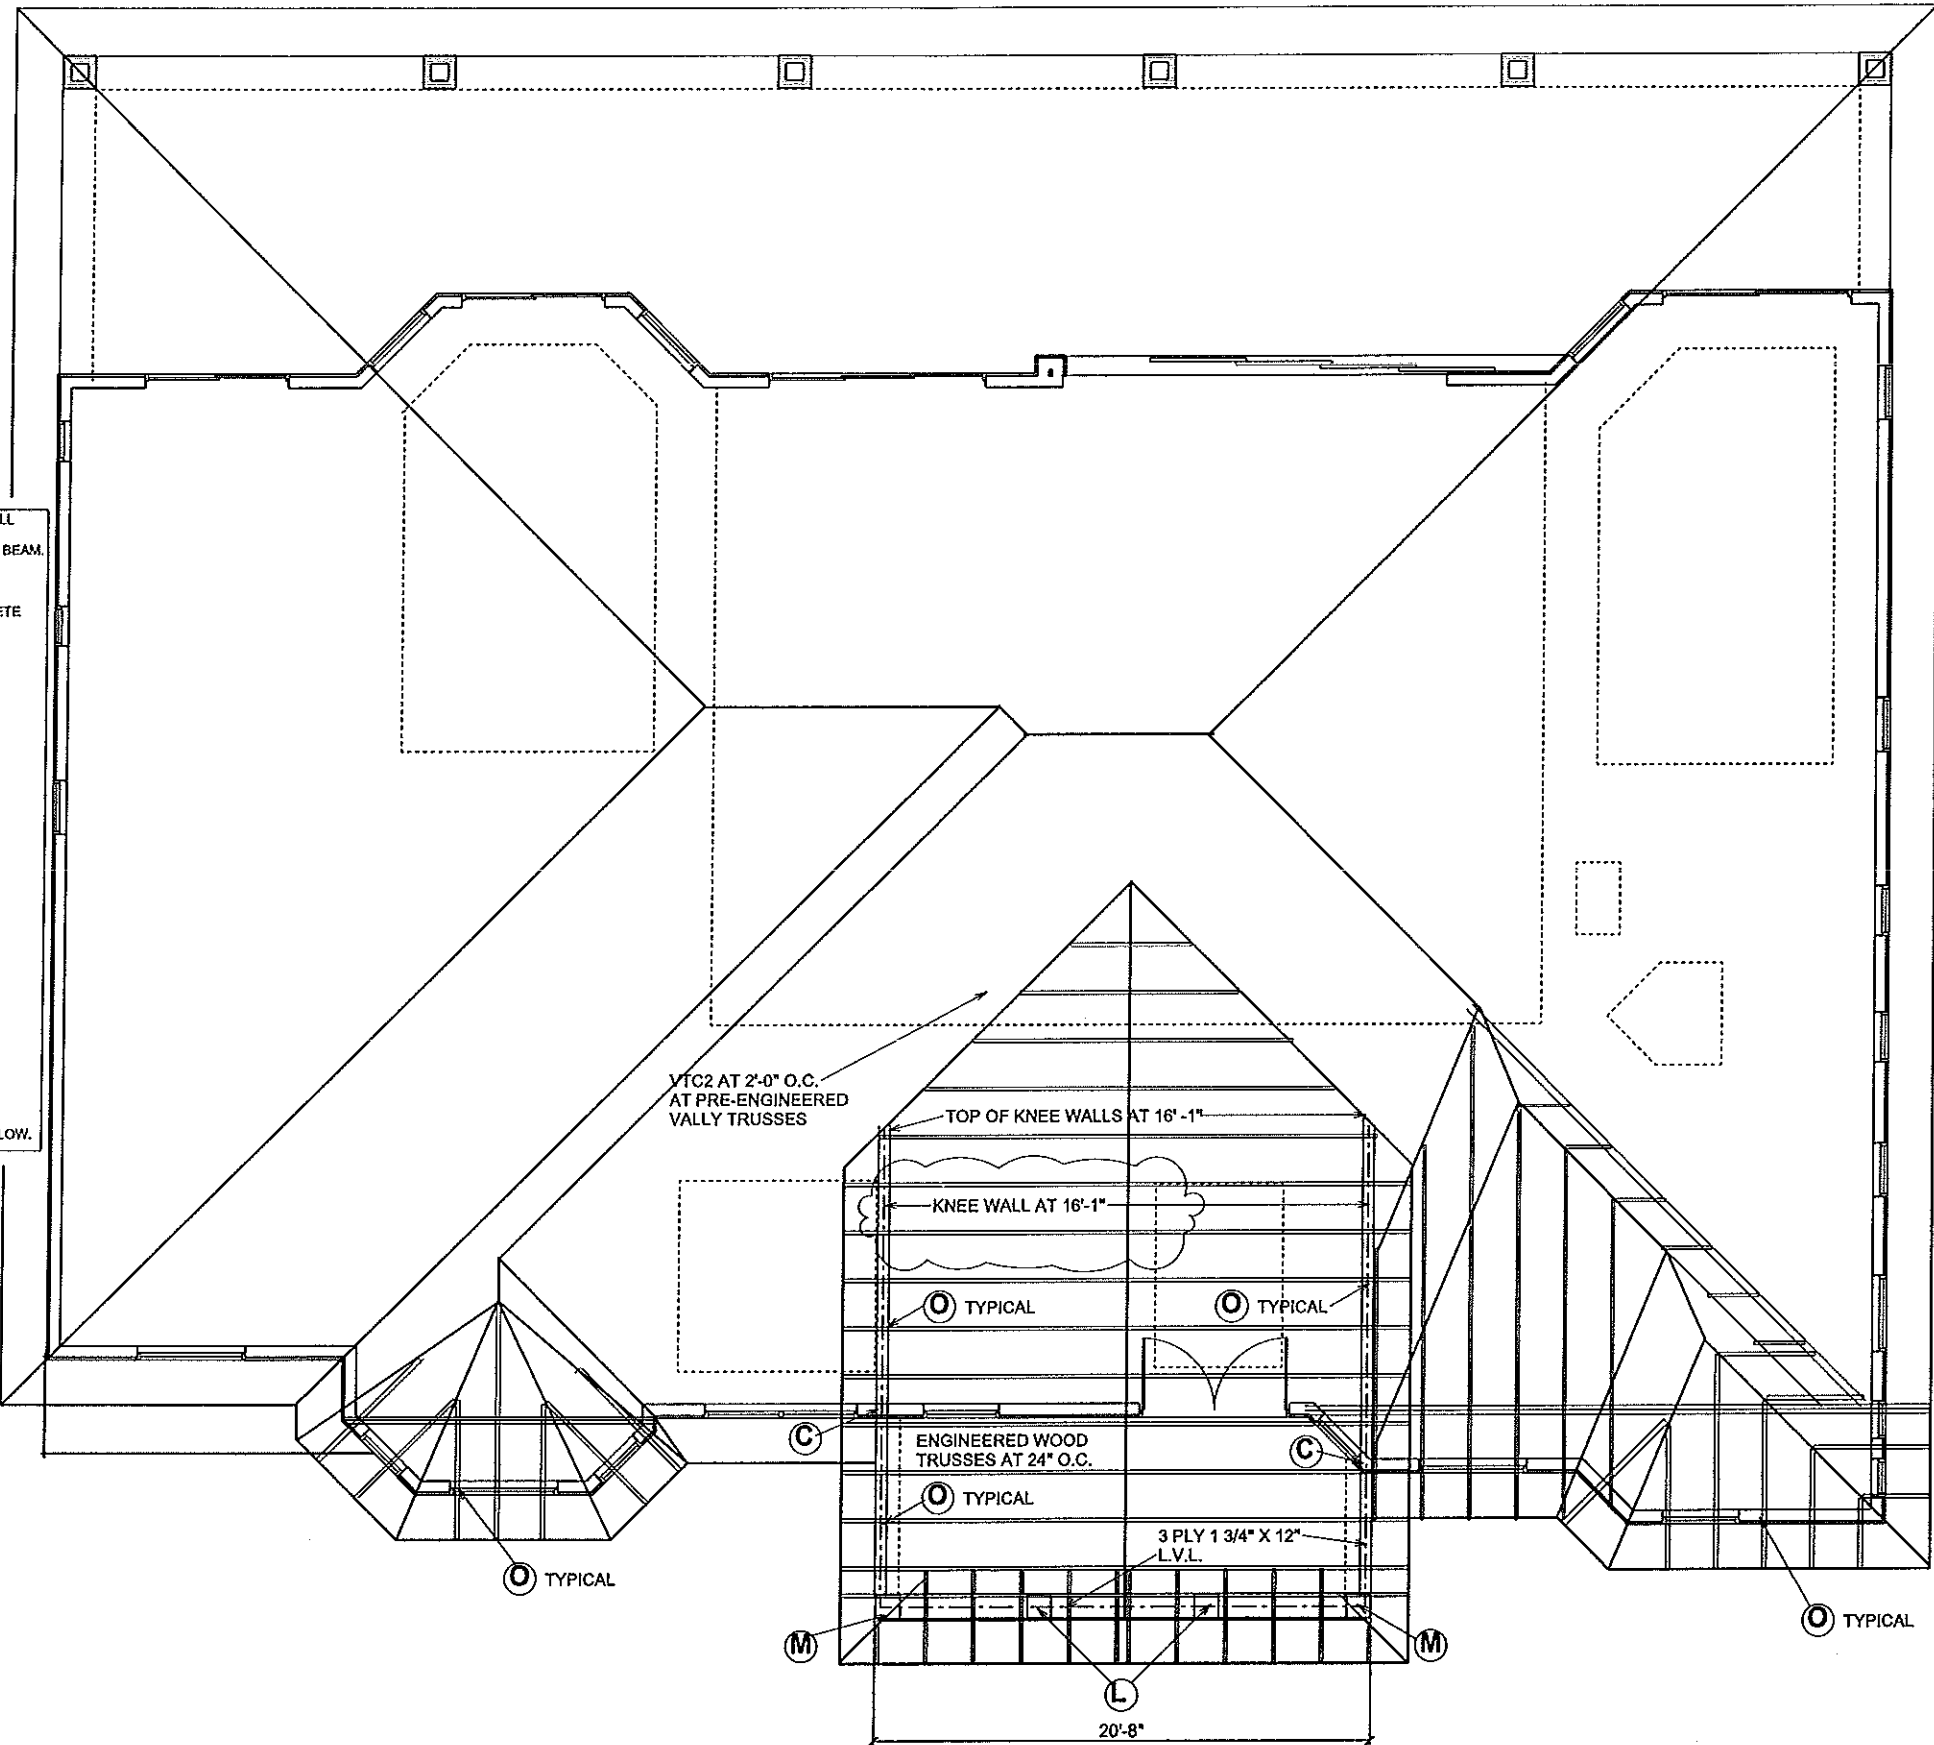 BEAM.
LOW.
VTC2 AT 2'-0" O.C.
AT PRE-ENGINEERED
VALLY TRUSSES
TOP OF KNEE WALLS AT 16' -1"
KNEE WALL AT 16'-1"
O TYPICAL
O TYPICAL
C
ENGINEERED WOOD
TRUSSES AT 24" O.C.
C
O TYPICAL
3 PLY 1 3/4" X 12"
L.V.L.
O TYPICAL
O TYPICAL
M
M
L
20'-8"